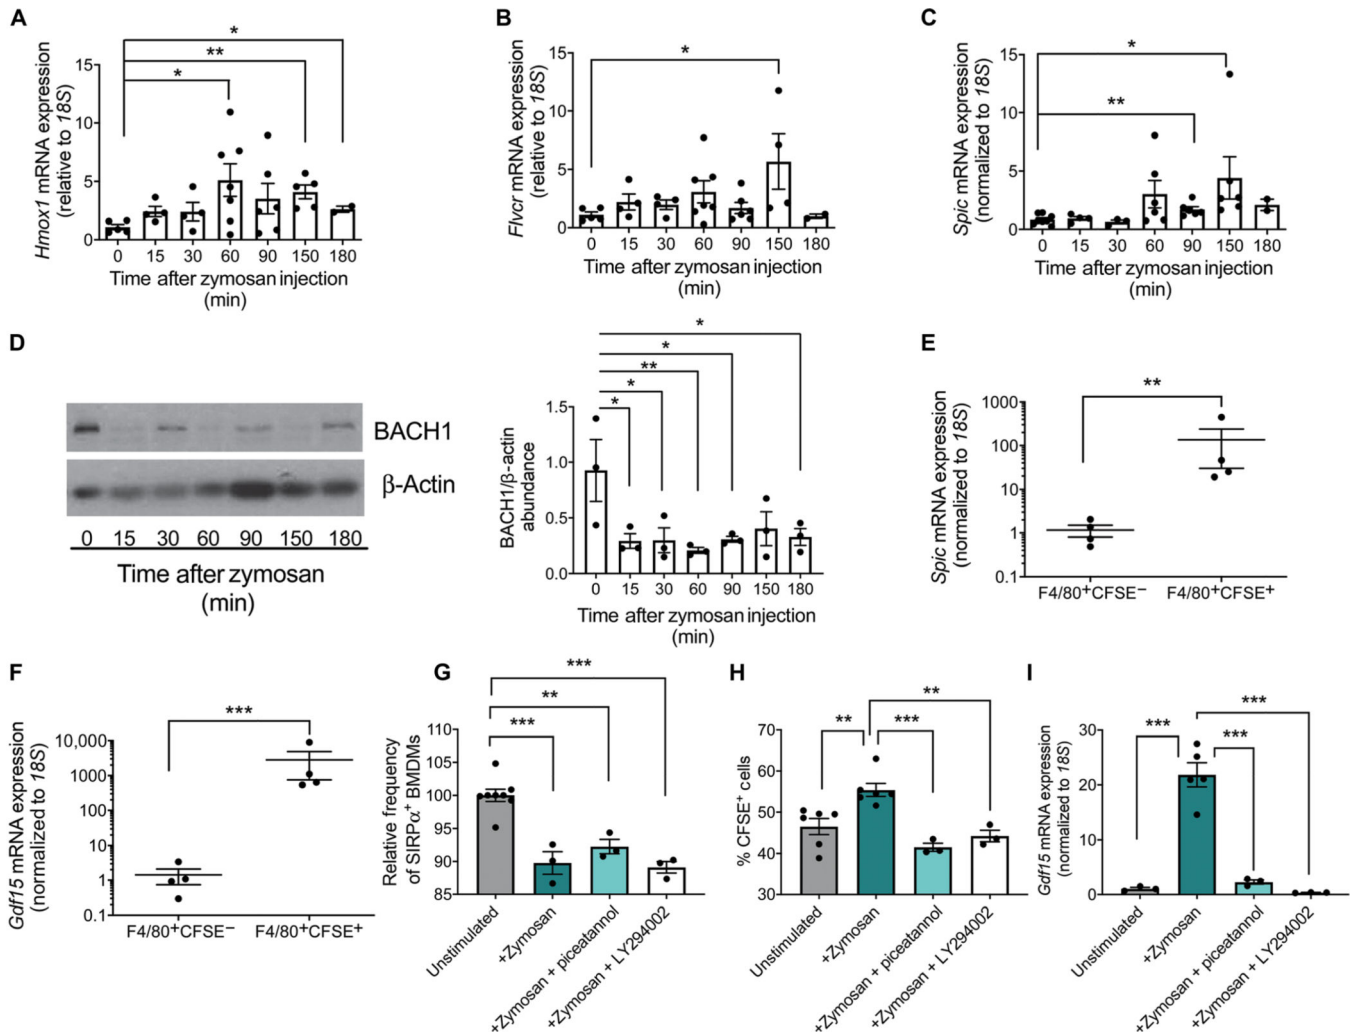 A
Hmox1 mRNA expression
(relative to 18S)
15
10
5
0
*
**
*
0 15 30 60 90 150 180
Time after zymosan injection
(min)
B
Flvcr mRNA expression
(relative to 18S)
15
10
5
0
*
0 15 30 60 90 150 180
Time after zymosan injection
(min)
C
Spic mRNA expression
(normalized to 18S)
15
10
5
0
*
**
0 15 30 60 90 150 180
Time after zymosan injection
(min)
D
BACH1
β-Actin
0 15 30 60 90 150 180
Time after zymosan
(min)
BACH1/β-actin
abundance
1.5
1.0
0.5
0.0
*
*
**
*
*
0 15 30 60 90 150 180
Time after zymosan injection
(min)
E
Spic mRNA expression
(normalized to 18S)
1000
100
10
1
0.1
**
F4/80+CFSE− F4/80+CFSE+
F
Gdf15 mRNA expression
(normalized to 18S)
10,000
1000
100
10
1
0.1
***
F4/80+CFSE− F4/80+CFSE+
G
Relative frequency
of SIRPα+ BMDMs
110
105
100
95
90
85
***
**
***
Unstimulated
+Zymosan
+Zymosan + piceatannol
+Zymosan + LY294002
H
% CFSE+ cells
70
60
50
40
30
**
** ***
Unstimulated
+Zymosan
+Zymosan + piceatannol
+Zymosan + LY294002
I
Gdf15 mRNA expression
(normalized to 18S)
30
20
10
0
***
*** ***
Unstimulated
+Zymosan
+Zymosan + piceatannol
+Zymosan + LY294002